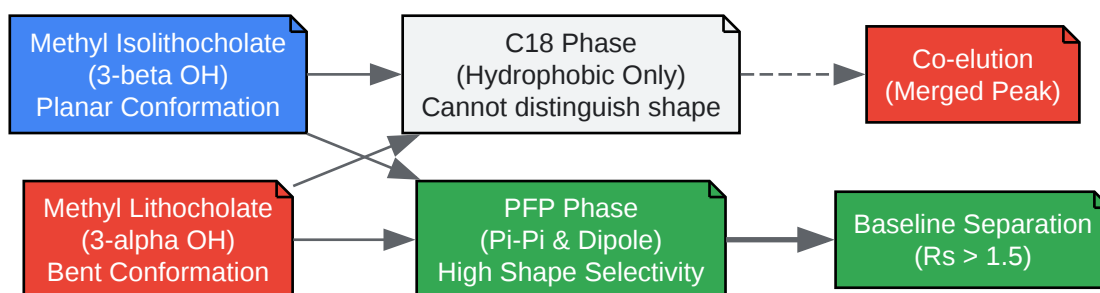 Methyl Isolithocholate
(3-beta OH)
Planar Conformation
C18 Phase
(Hydrophobic Only)
Cannot distinguish shape
Co-elution
(Merged Peak)
Methyl Lithocholate
(3-alpha OH)
Bent Conformation
PFP Phase
(Pi-Pi & Dipole)
High Shape Selectivity
Baseline Separation
(Rs > 1.5)